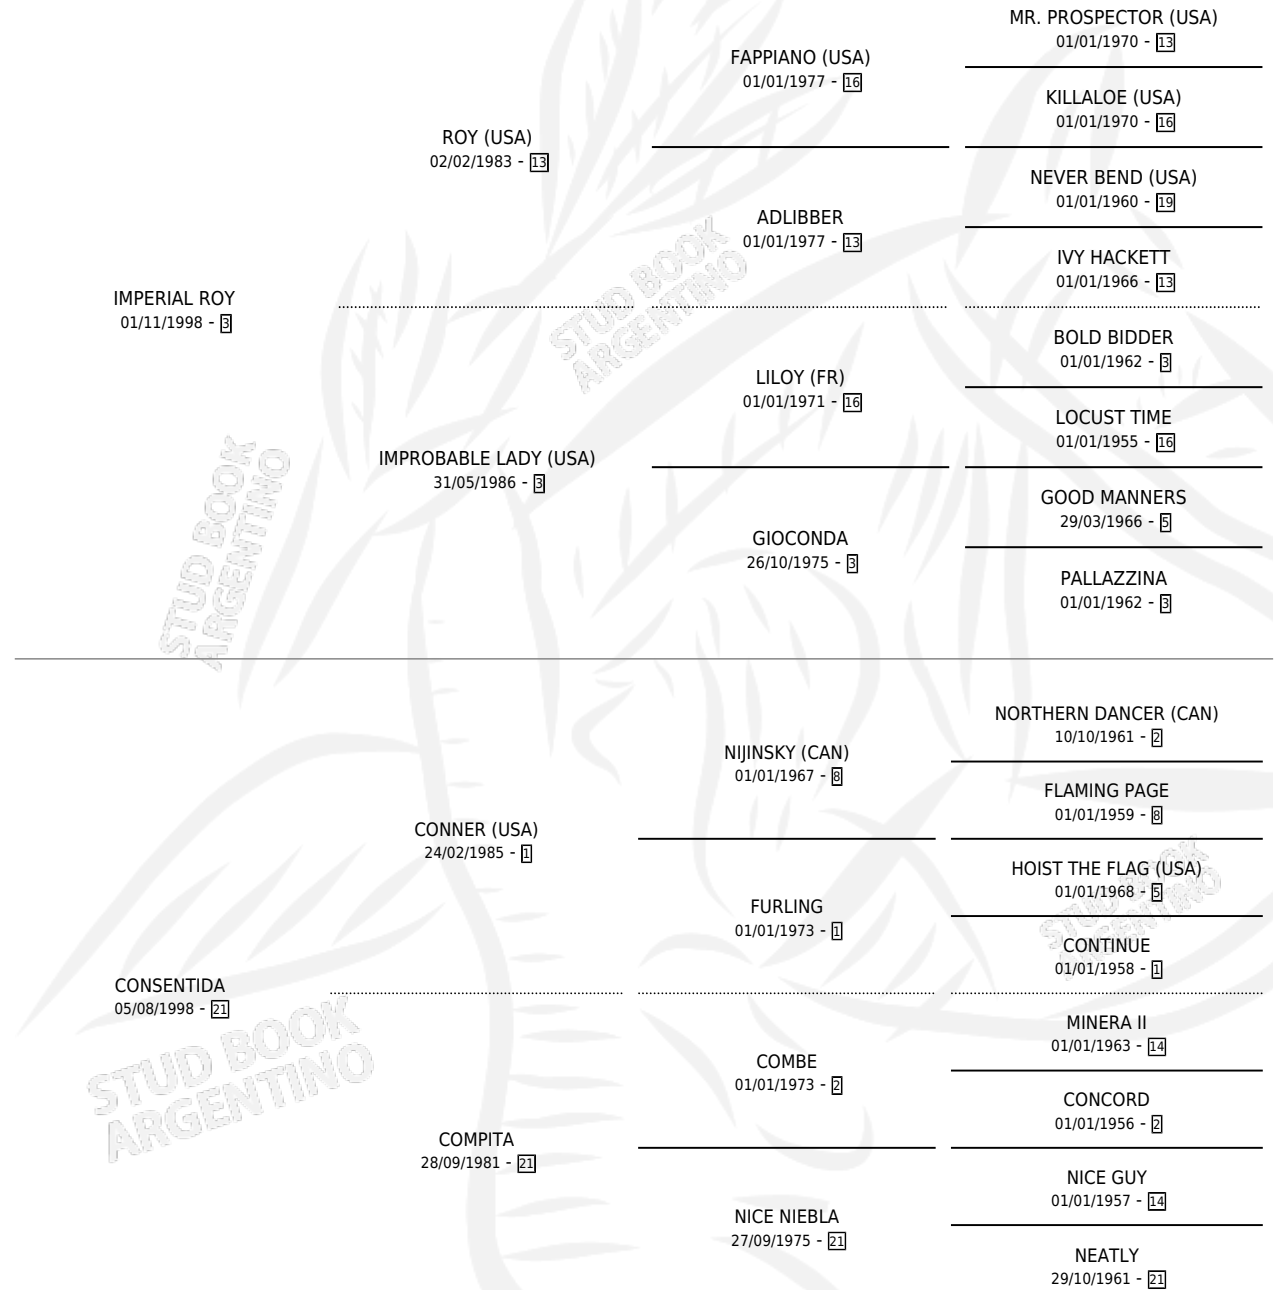 MR. PROSPECTOR (USA)
01/01/1970 - 13
FAPPIANO (USA)
01/01/1977 - 16
KILLALOE (USA)
01/01/1970 - 16
ROY (USA)
02/02/1983 - 13
NEVER BEND (USA)
01/01/1960 - 19
ADLIBBER
01/01/1977 - 13
IVY HACKETT
01/01/1966 - 13
IMPERIAL ROY
01/11/1998 - 3
STUD BOOK
ARGENTINO
BOLD BIDDER
01/01/1962 - 3
LILOY (FR)
01/01/1971 - 16
LOCUST TIME
01/01/1955 - 16
IMPROBABLE LADY (USA)
31/05/1986 - 3
GOOD MANNERS
29/03/1966 - 5
GIOCONDA
26/10/1975 - 3
PALLAZZINA
01/01/1962 - 3
STUD BOOK
ARGENTINO
NORTHERN DANCER (CAN)
10/10/1961 - 2
NIJINSKY (CAN)
01/01/1967 - 8
FLAMING PAGE
01/01/1959 - 8
CONNER (USA)
24/02/1985 - 1
HOIST THE FLAG (USA)
01/01/1968 - 5
FURLING
01/01/1973 - 1
STUD BOOK
ARGENTINO
CONTINUE
01/01/1958 - 1
CONSENTIDA
05/08/1998 - 21
MINERA II
01/01/1963 - 14
COMBE
01/01/1973 - 2
STUD BOOK
ARGENTINO
CONCORD
01/01/1956 - 2
COMPITA
28/09/1981 - 21
NICE GUY
01/01/1957 - 14
NICE NIEBLA
27/09/1975 - 21
NEATLY
29/10/1961 - 21